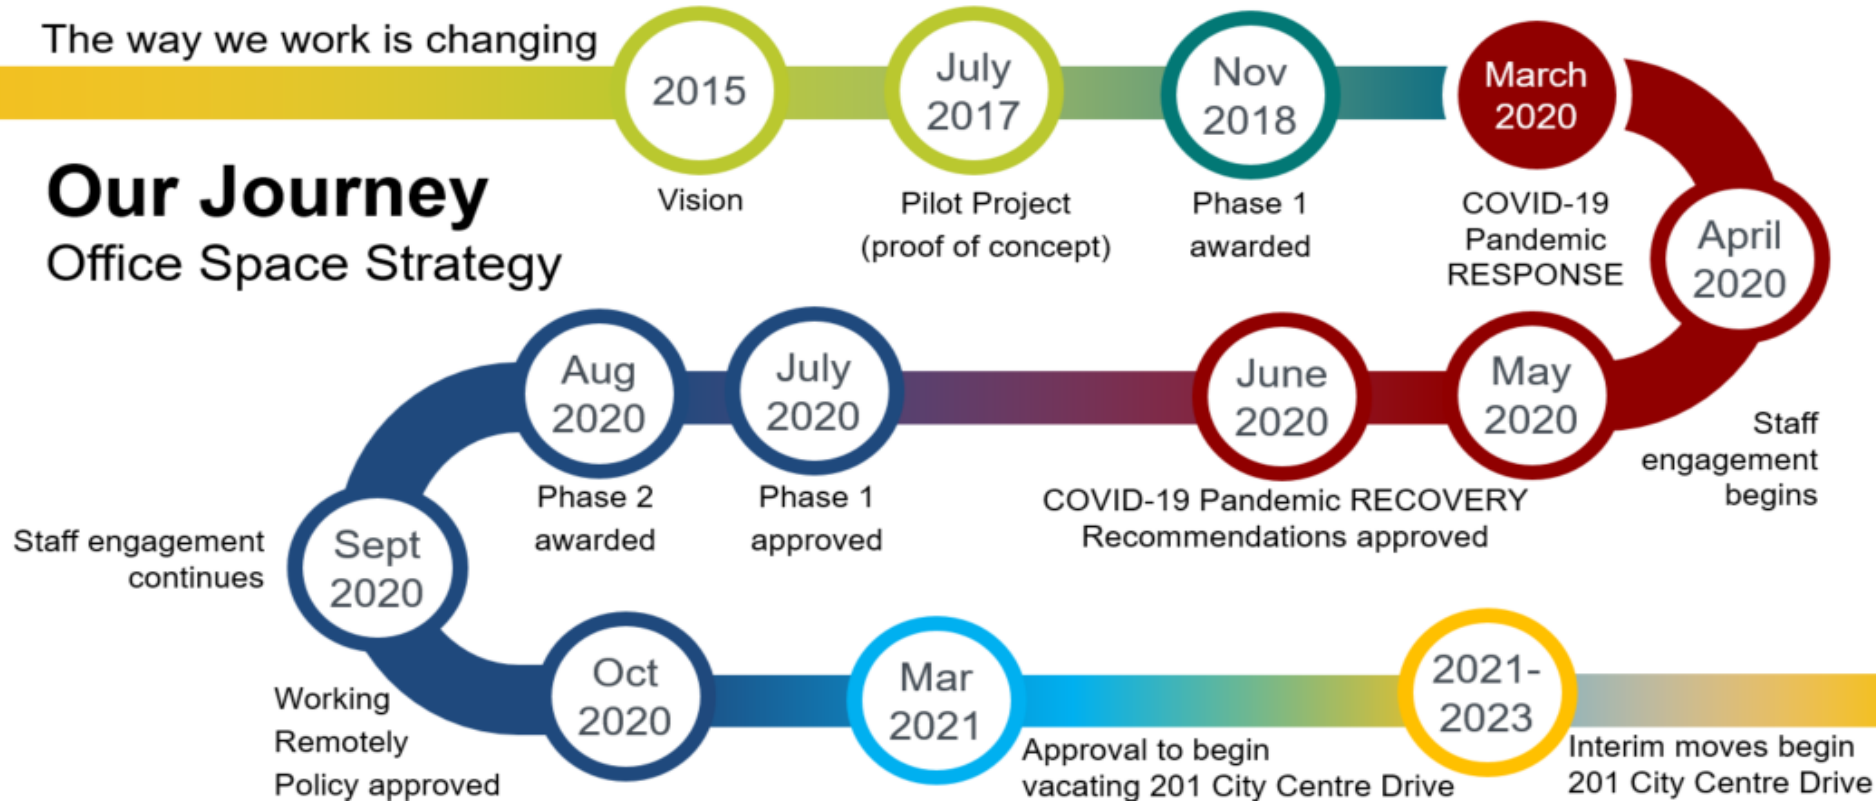 The way we work is changing
Our Journey
Office Space Strategy
2015
Vision
July
2017
Pilot Project
(proof of concept)
Nov
2018
Phase 1
awarded
March
2020
COVID-19
Pandemic
RESPONSE
April
2020
Staff
engagement
begins
May
2020
June
2020
COVID-19 Pandemic RECOVERY
Recommendations approved
July
2020
Phase 1
approved
Aug
2020
Phase 2
awarded
Sept
2020
Staff engagement
continues
Oct
2020
Working
Remotely
Policy approved
Mar
2021
Approval to begin
vacating 201 City Centre Drive
2021-
2023
Interim moves begin
201 City Centre Drive